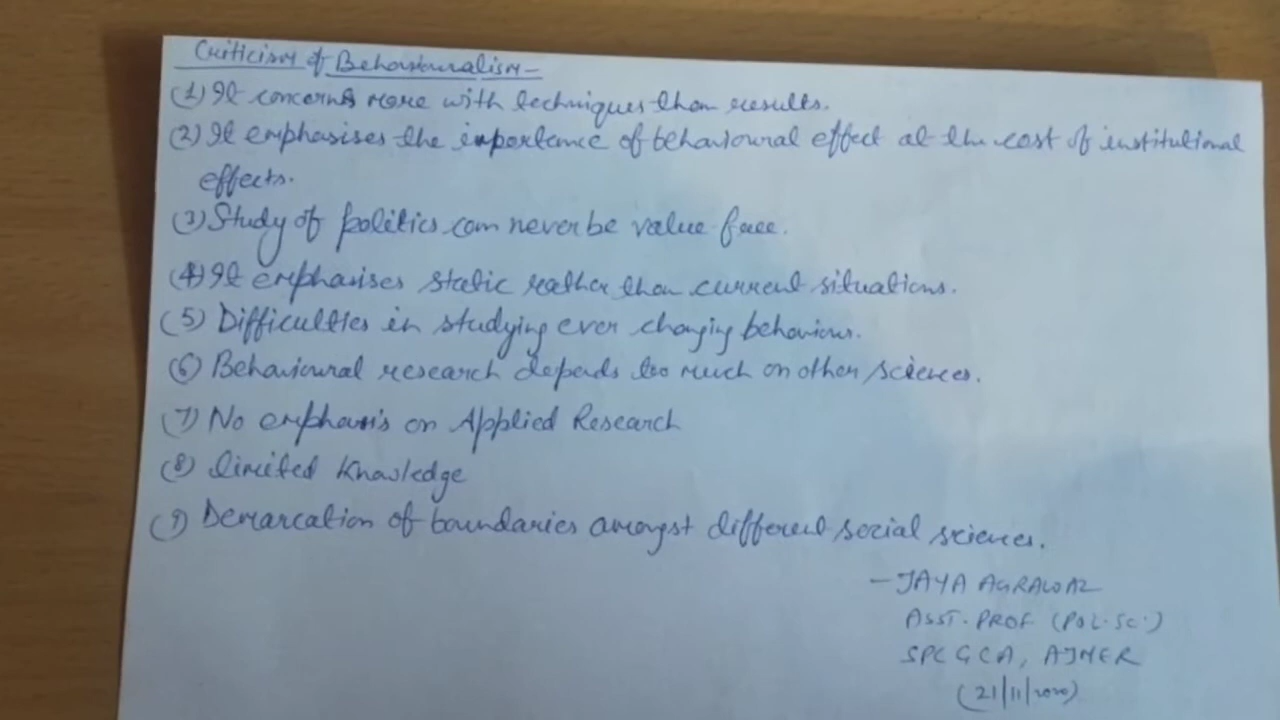 Criticism of Behaviouralism-
(1) It concerns more with techniques than results.
(2) It emphasises the importance of behavioural effect at the cost of institutional
effects.
(3) Study of politics can never be value-free.
(4) It emphasises static rather than current situations.
(5) Difficulties in studying ever changing behaviour.
(6) Behavioural research depends too much on other sciences.
(7) No emphasis on Applied Research
(8) limited Knowledge
(9) Demarcation of boundaries amongst different social sciences.
- JAYA AGRAWAL
ASST. PROF (POL. SC.)
SPC GCA, AJMER
(21/11/2020)